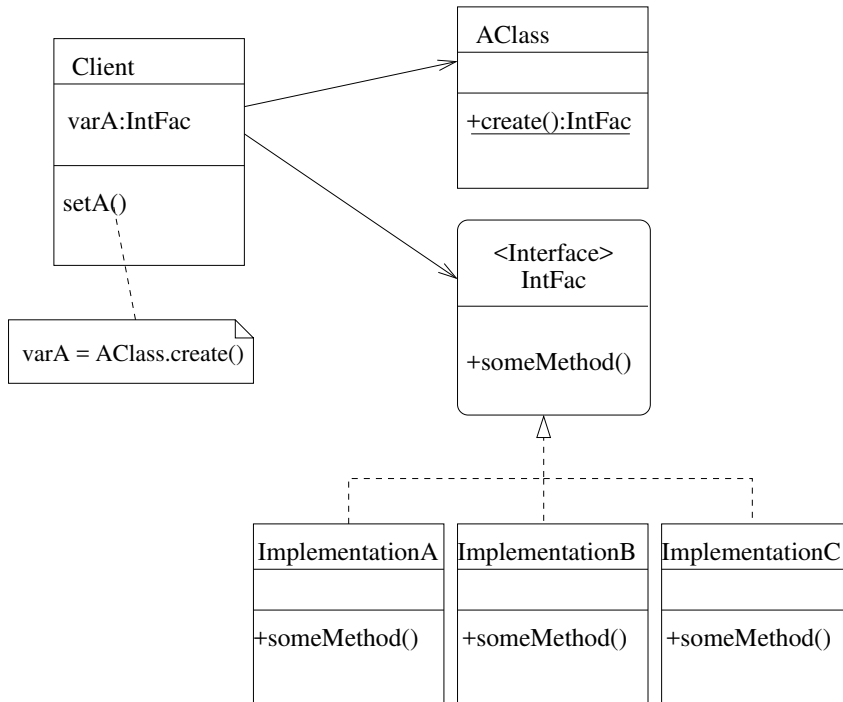 AClass
+create():IntFac
Client
varA:IntFac
setA()
varA = AClass.create()
<Interface>
IntFac
+someMethod()
ImplementationA
+someMethod()
ImplementationB
+someMethod()
ImplementationC
+someMethod()